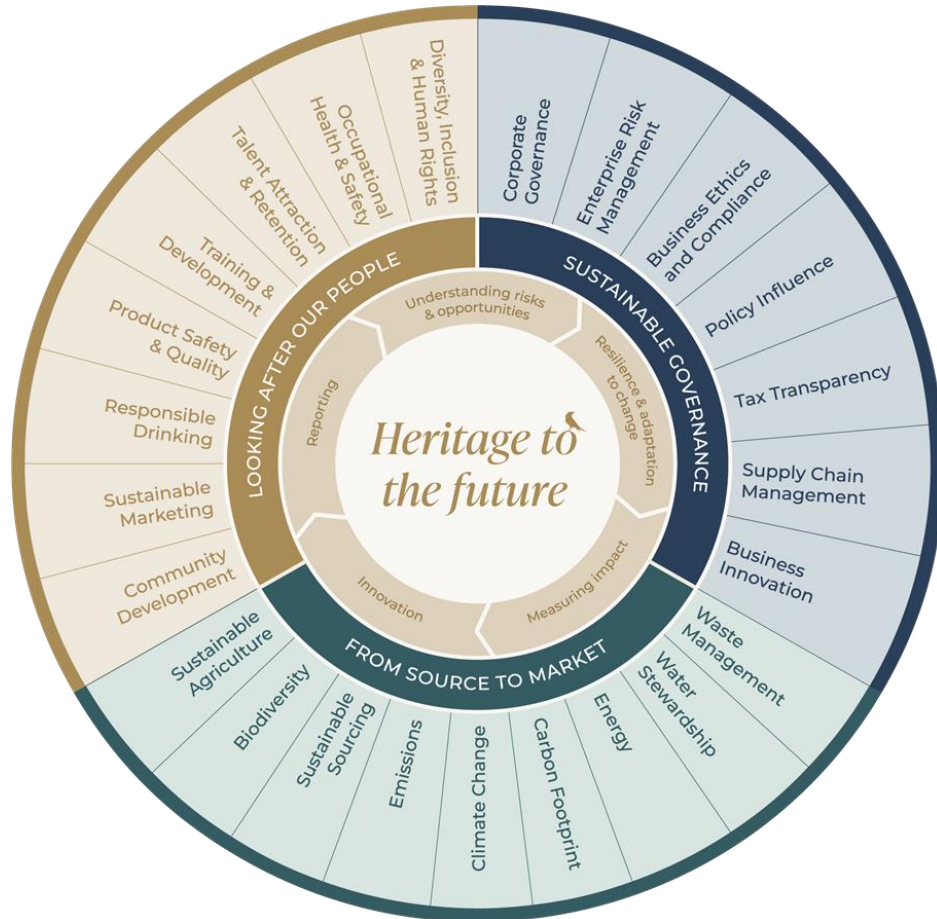 Heritage to
the future
Understanding risks
& opportunities
Resilience & adaptation
to change
Measuring impact
Innovation
Reporting
SUSTAINABLE GOVERNANCE
Corporate
Governance
Enterprise Risk
Management
Business Ethics
and Compliance
Policy Influence
Tax Transparency
Supply Chain
Management
Business
Innovation
FROM SOURCE TO MARKET
Waste
Management
Water
Stewardship
Energy
Carbon Footprint
Climate Change
Emissions
Sustainable
Sourcing
Biodiversity
Sustainable
Agriculture
LOOKING AFTER OUR PEOPLE
Community
Development
Sustainable
Marketing
Responsible
Drinking
Product Safety
& Quality
Training &
Development
Talent Attraction
& Retention
Occupational
Health & Safety
Diversity, Inclusion
& Human Rights